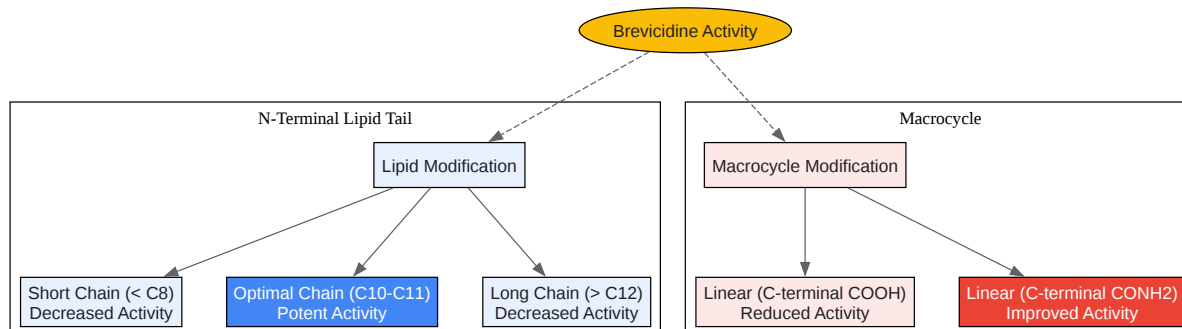 Brevicidine Activity
N-Terminal Lipid Tail
Macrocycle
Lipid Modification
Macrocycle Modification
Short Chain (< C8)
Decreased Activity
Optimal Chain (C10-C11)
Potent Activity
Long Chain (> C12)
Decreased Activity
Linear (C-terminal COOH)
Reduced Activity
Linear (C-terminal CONH2)
Improved Activity